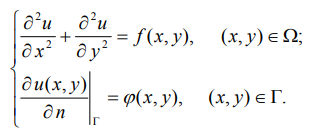 ∂²u/∂x² + ∂²u/∂y² = f(x, y), (x, y) ∈ Ω;
∂u(x, y)/∂n |_Γ = φ(x, y), (x, y) ∈ Γ.